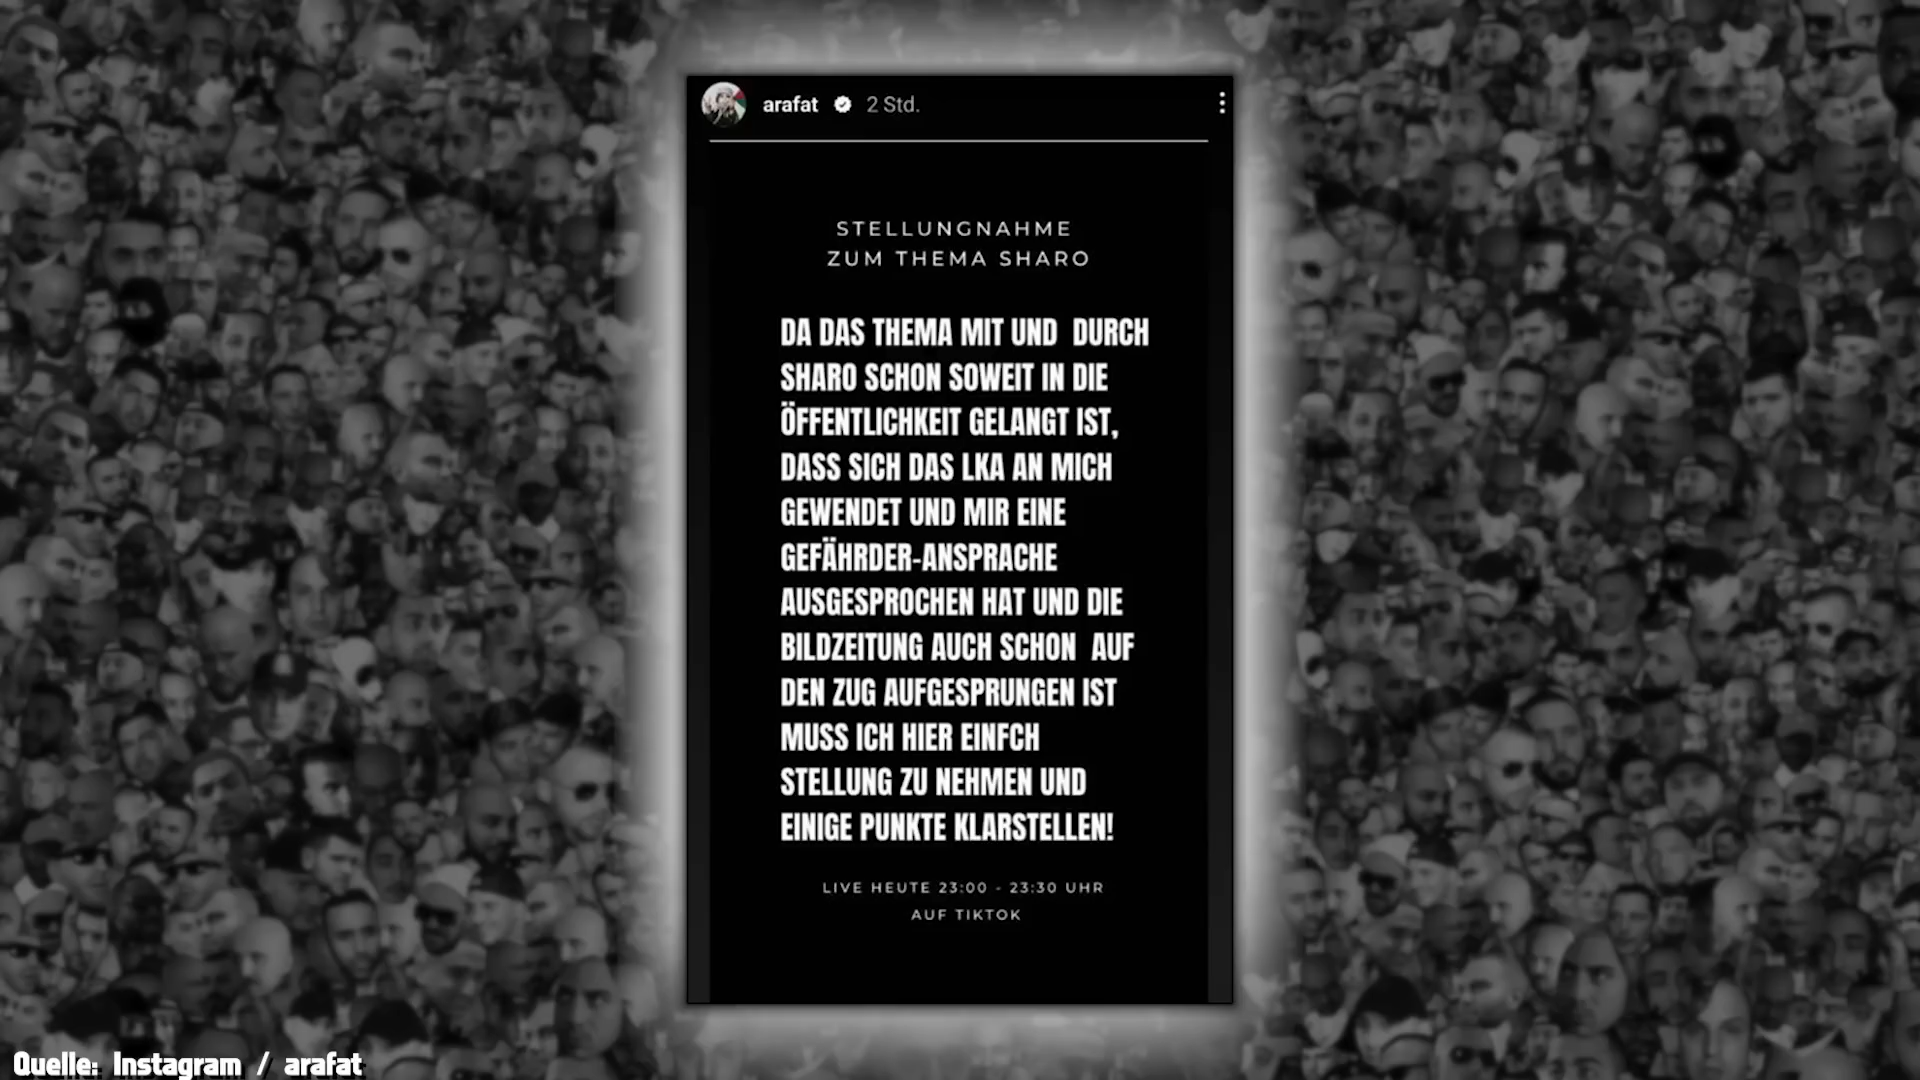 arafat 2 Std.
STELLUNGNAHME
ZUM THEMA SHARO
DA DAS THEMA MIT UND DURCH
SHARO SCHON SOWEIT IN DIE
ÖFFENTLICHKEIT GELANGT IST,
DASS SICH DAS LKA AN MICH
GEWENDET UND MIR EINE
GEFÄHRDER-ANSPRACHE
AUSGESPROCHEN HAT UND DIE
BILDZEITUNG AUCH SCHON AUF
DEN ZUG AUFGESPRUNGEN IST
MUSS ICH HIER EINFCH
STELLUNG ZU NEHMEN UND
EINIGE PUNKTE KLARSTELLEN!
LIVE HEUTE 23:00 - 23:30 UHR
AUF TIKTOK
Quelle: Instagram / arafat